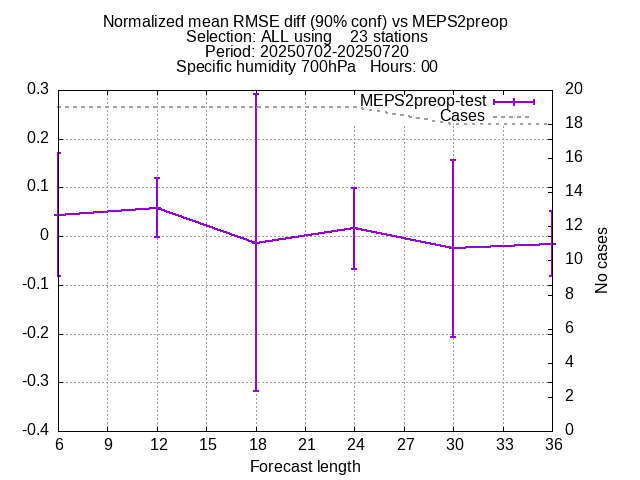 Normalized mean RMSE diff (90% conf) vs MEPS2preop
Selection: ALL using    23 stations
Period: 20250702-20250720
Specific humidity 700hPa   Hours: 00
MEPS2preop-test
Cases
0.3
0.2
0.1
0
-0.1
-0.2
-0.3
-0.4
20
18
16
14
12
10
8
6
4
2
0
No cases
6 9 12 15 18 21 24 27 30 33 36
Forecast length